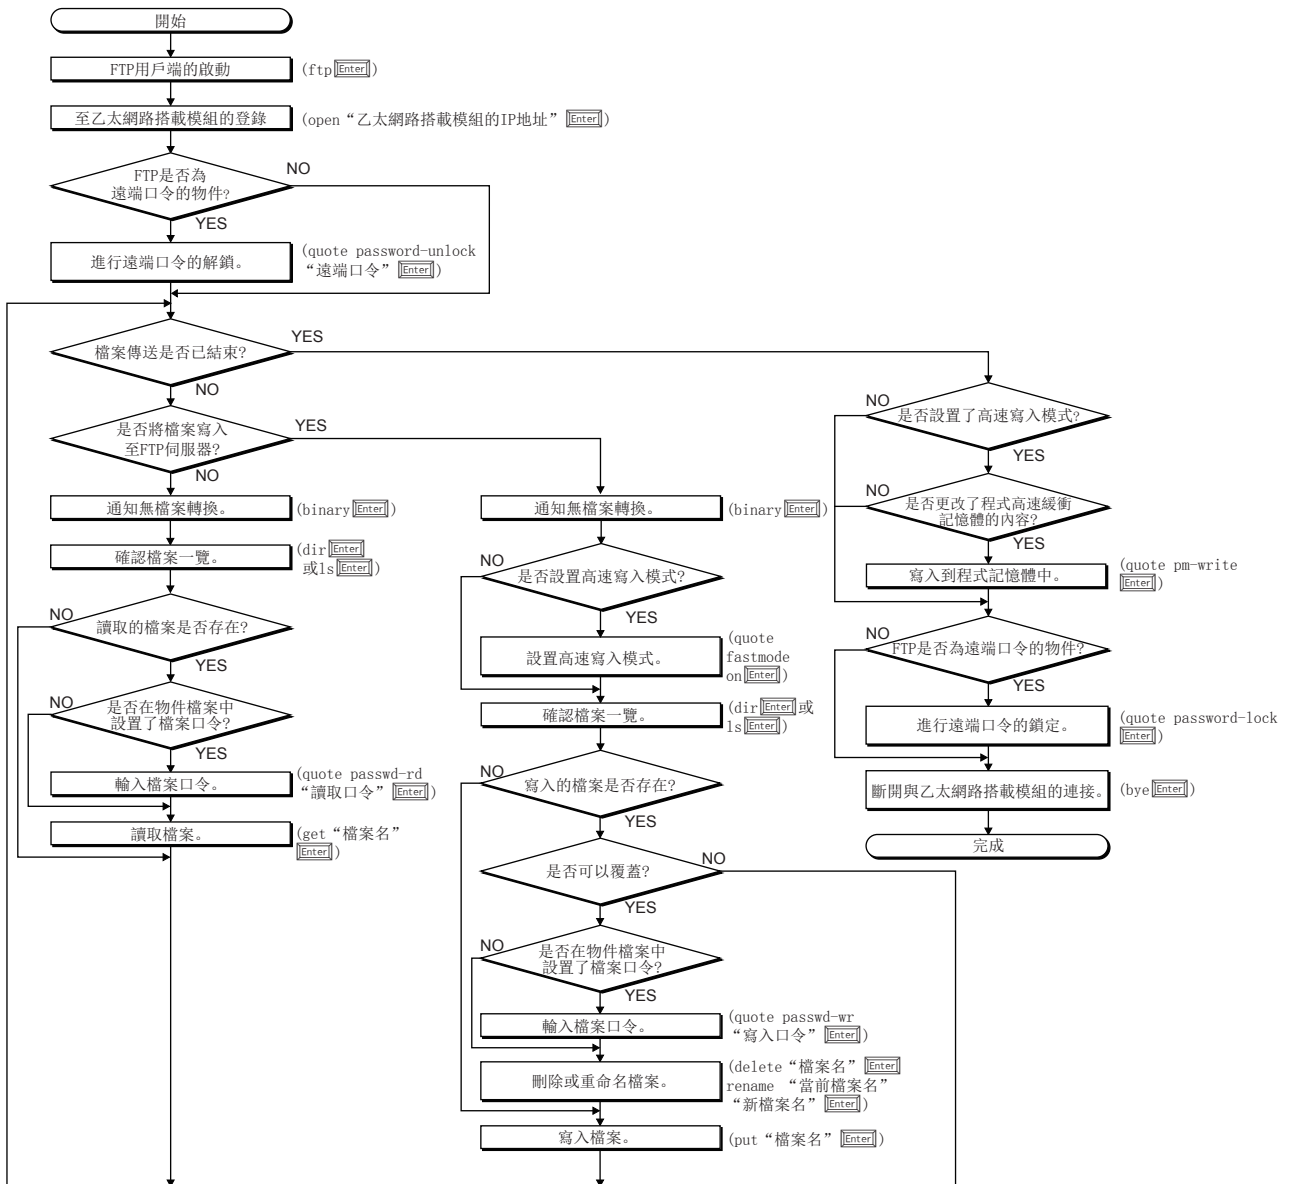 開始
FTP用戶端的啟動
(ftp Enter)
至乙太網路搭載模組的登錄
(open “乙太網路搭載模組的IP地址” Enter)
FTP是否為
遠端口令的物件?
NO
YES
進行遠端口令的解鎖。
(quote password-unlock
“遠端口令” Enter)
檔案傳送是否已結束?
YES
NO
是否將檔案寫入
至FTP伺服器?
YES
NO
通知無檔案轉換。
(binary Enter)
確認檔案一覽。
(dir Enter
或ls Enter)
NO
讀取的檔案是否存在?
YES
NO
是否在物件檔案中
設置了檔案口令?
YES
輸入檔案口令。
(quote passwd-rd
“讀取口令” Enter)
讀取檔案。
(get “檔案名”
Enter)
通知無檔案轉換。
(binary Enter)
NO
是否設置高速寫入模式?
YES
設置高速寫入模式。
(quote
fastmode
on Enter)
確認檔案一覽。
(dir Enter 或
ls Enter)
NO
寫入的檔案是否存在?
YES
是否可以覆蓋?
NO
YES
NO
是否在物件檔案中
設置了檔案口令?
YES
輸入檔案口令。
(quote passwd-wr
“寫入口令” Enter)
刪除或重命名檔案。
(delete “檔案名” Enter
rename “當前檔案名”
“新檔案名” Enter)
寫入檔案。
(put “檔案名” Enter)
NO
是否設置了高速寫入模式?
YES
NO
是否更改了程式高速緩衝
記憶體的內容?
YES
寫入到程式記憶體中。
(quote pm-write
Enter)
NO
FTP是否為遠端口令的物件?
YES
進行遠端口令的鎖定。
(quote password-lock
Enter)
斷開與乙太網路搭載模組的連接。
(bye Enter)
完成